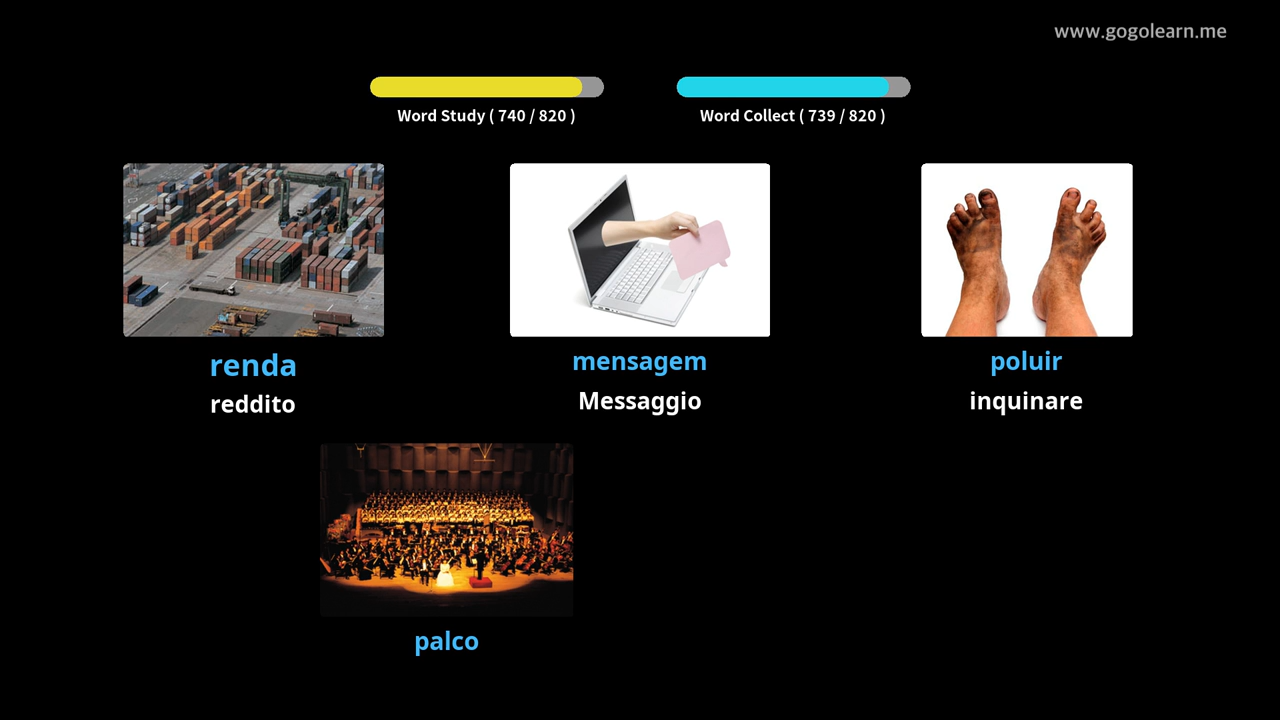 www.gogolearn.me
Word Study ( 740 / 820 )
Word Collect ( 739 / 820 )
renda
reddito
mensagem
Messaggio
poluir
inquinare
palco